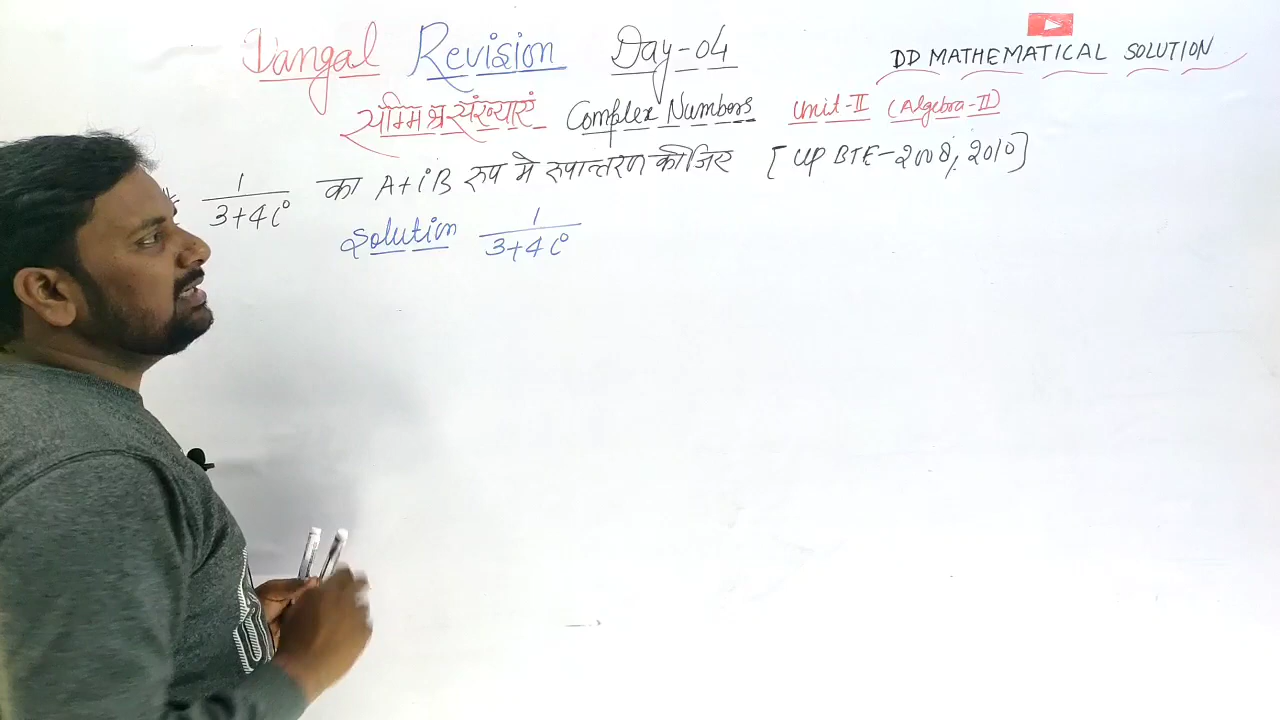 Dangal Revision Day-04
DD MATHEMATICAL SOLUTION
सम्मिश्र संख्याएं Complex Numbers Unit-II (Algebra-II)
1/(3+4i) का A+iB रूप मे रूपान्तरण कीजिए [UP BTE-2008, 2010]
Solution 1/(3+4i)